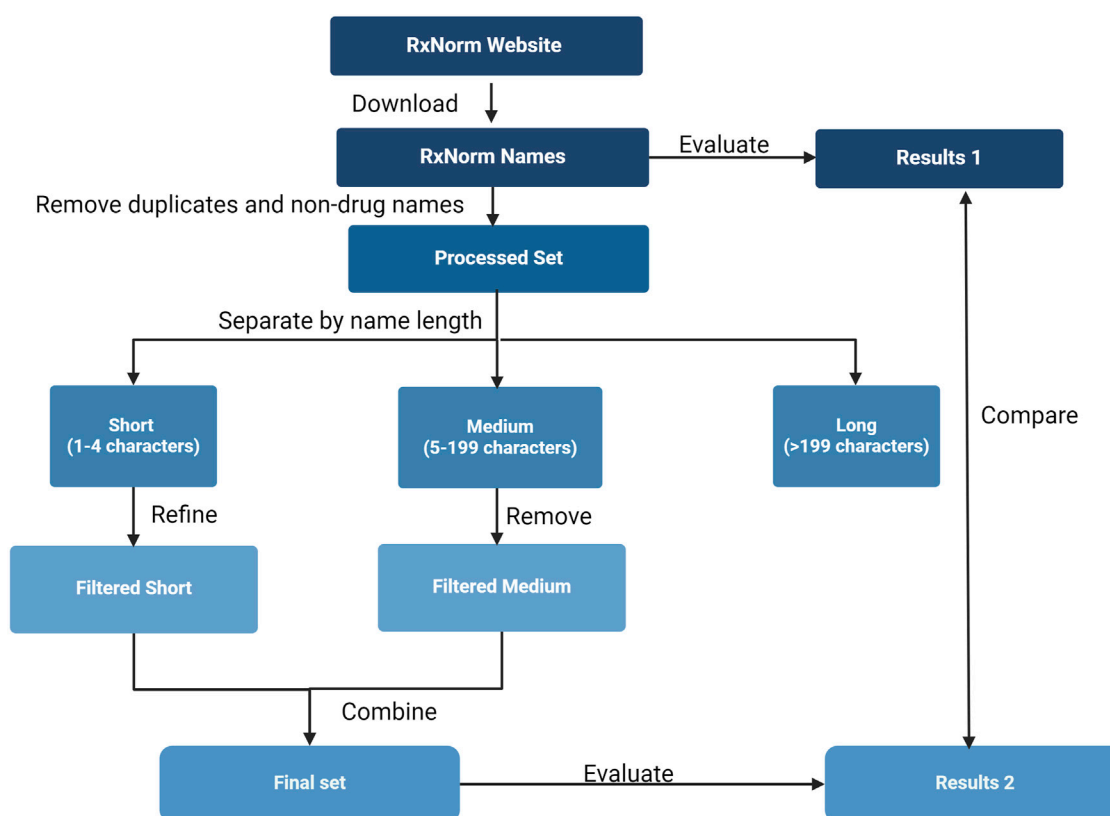 RxNorm Website
Download
RxNorm Names
Evaluate
Results 1
Remove duplicates and non-drug names
Processed Set
Separate by name length
Short
(1-4 characters)
Medium
(5-199 characters)
Long
(>199 characters)
Compare
Refine
Remove
Filtered Short
Filtered Medium
Combine
Final set
Evaluate
Results 2